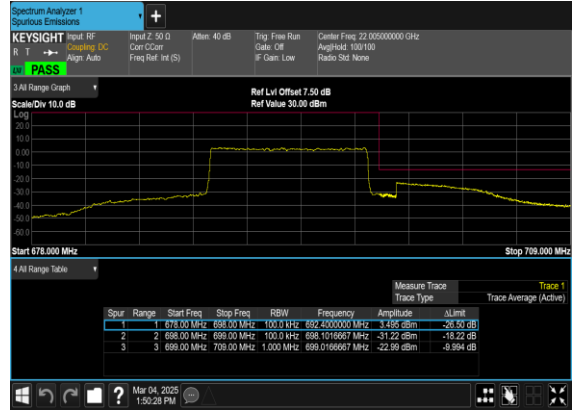 Spectrum Analyzer 1
Spurious Emissions
+
KEYSIGHT Input: RF Input Z: 50 Ω Atten: 40 dB Trig: Free Run Center Freq: 22.005000000 GHz
R T Coupling: DC Corr CCorr Gate: Off Avg|Hold: 100/100
Align: Auto Freq Ref: Int (S) IF Gain: Low Radio Std: None
LW PASS
3 All Range Graph
Ref Lvl Offset 7.50 dB
Scale/Div 10.0 dB Ref Value 30.00 dBm
Log
20.0
10.0
0.00
-10.0
-20.0
-30.0
-40.0
-50.0
-60.0
Start 678.000 MHz Stop 709.000 MHz
4 All Range Table
Measure Trace Trace 1
Trace Type Trace Average (Active)
Spur Range Start Freq Stop Freq RBW Frequency Amplitude ΔLimit
1 1 678.00 MHz 698.00 MHz 100.0 kHz 692.4000000 MHz 3.495 dBm -26.50 dB
2 2 698.00 MHz 699.00 MHz 100.0 kHz 698.1016667 MHz -31.22 dBm -18.22 dB
3 3 699.00 MHz 709.00 MHz 1.000 MHz 699.0166667 MHz -22.99 dBm -9.994 dB
? Mar 04, 2025
1:50:28 PM